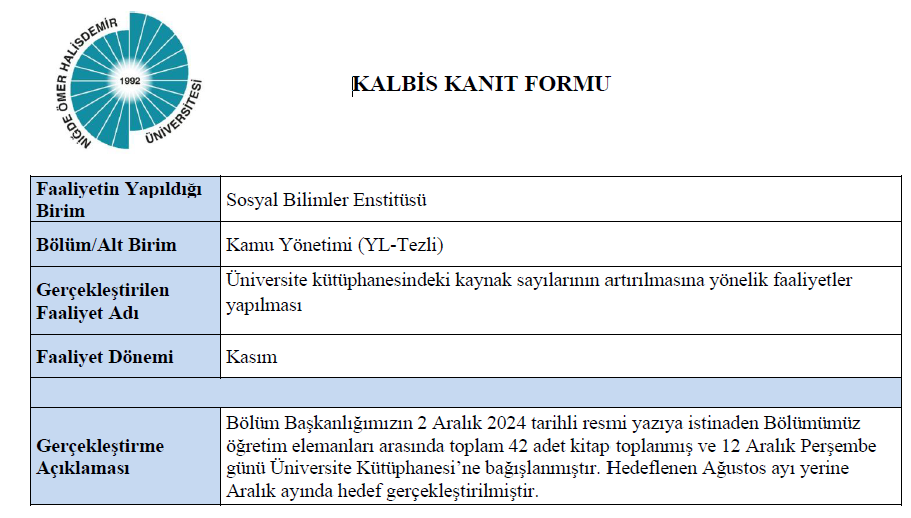 NİĞDE ÖMER HALİSDEMİR
ÜNİVERSİTESİ
1992
KALBİS KANIT FORMU
Faaliyetin Yapıldığı
Birim
Sosyal Bilimler Enstitüsü
Bölüm/Alt Birim
Kamu Yönetimi (YL-Tezli)
Gerçekleştirilen
Faaliyet Adı
Üniversite kütüphanesindeki kaynak sayılarının artırılmasına yönelik faaliyetler
yapılması
Faaliyet Dönemi
Kasım
Gerçekleştirme
Açıklaması
Bölüm Başkanlığımızın 2 Aralık 2024 tarihli resmi yazıya istinaden Bölümümüz
öğretim elemanları arasında toplam 42 adet kitap toplanmış ve 12 Aralık Perşembe
günü Üniversite Kütüphanesi’ne bağışlanmıştır. Hedeflenen Ağustos ayı yerine
Aralık ayında hedef gerçekleştirilmiştir.